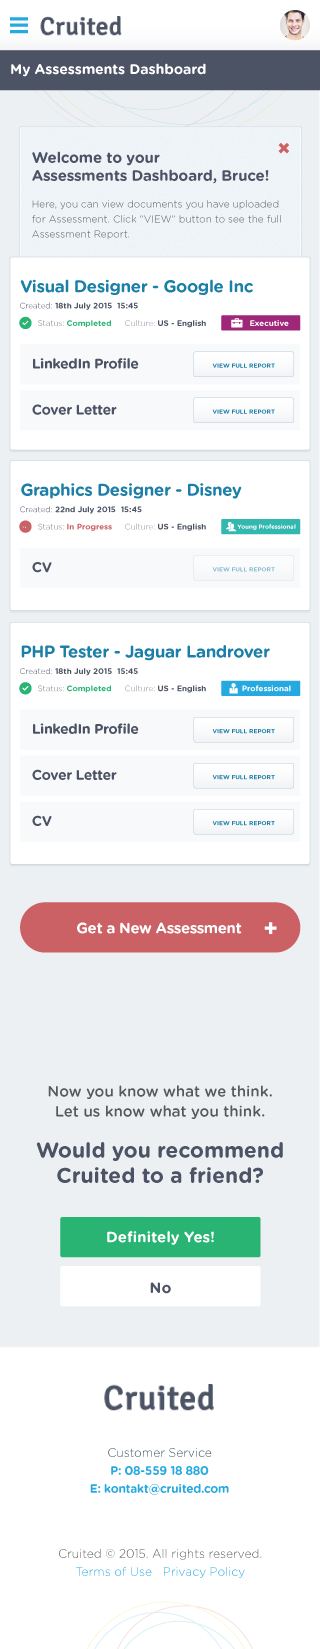 Cruited
My Assessments Dashboard
Welcome to your
Assessments Dashboard, Bruce!
Here, you can view documents you have uploaded
for Assessment. Click "VIEW" button to see the full
Assessment Report.
Visual Designer - Google Inc
Created: 18th July 2015 15:45
Status: Completed Culture: US - English Executive
LinkedIn Profile VIEW FULL REPORT
Cover Letter VIEW FULL REPORT
Graphics Designer - Disney
Created: 22nd July 2015 15:45
Status: In Progress Culture: US - English Young Professional
CV VIEW FULL REPORT
PHP Tester - Jaguar Landrover
Created: 18th July 2015 15:45
Status: Completed Culture: US - English Professional
LinkedIn Profile VIEW FULL REPORT
Cover Letter VIEW FULL REPORT
CV VIEW FULL REPORT
Get a New Assessment +
Now you know what we think.
Let us know what you think.
Would you recommend
Cruited to a friend?
Definitely Yes!
No
Cruited
Customer Service
P: 08-559 18 880
E: kontakt@cruited.com
Cruited © 2015. All rights reserved.
Terms of Use Privacy Policy